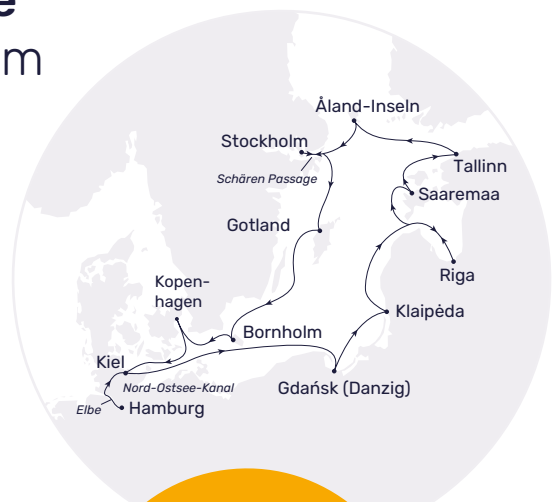 e
m
Åland-Inseln
Stockholm
Schären Passage
Tallinn
Saaremaa
Gotland
Riga
Kopen-
hagen
Klaipėda
Bornholm
Kiel
Nord-Ostsee-Kanal
Gdańsk (Danzig)
Elbe
Hamburg